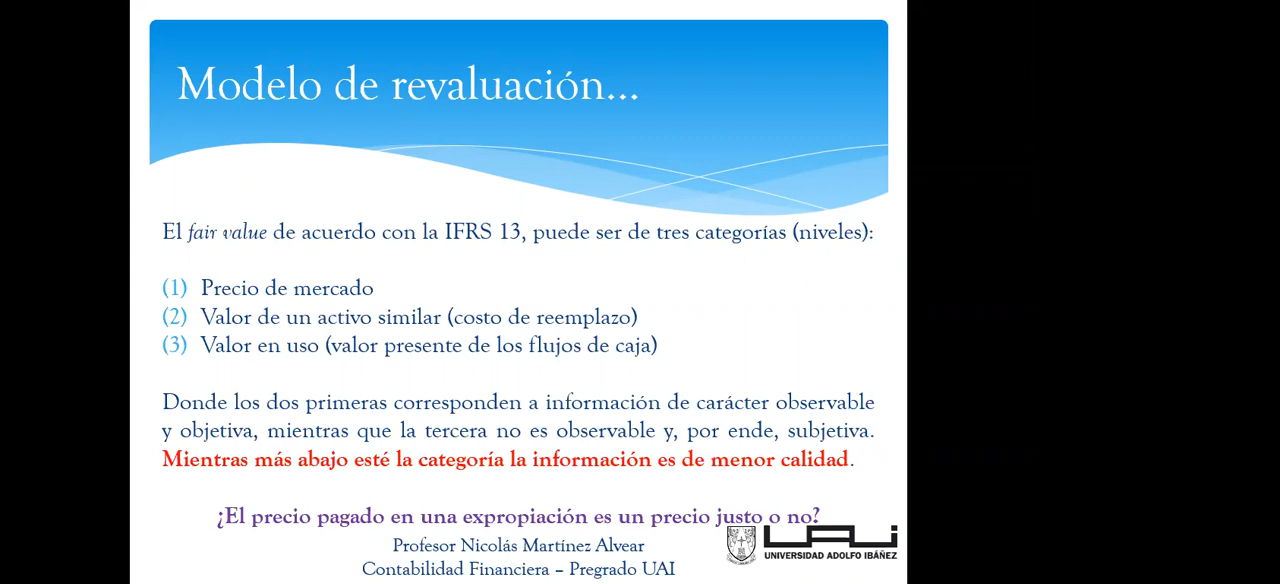 Modelo de revaluación...
El fair value de acuerdo con la IFRS 13, puede ser de tres categorías (niveles):
(1) Precio de mercado
(2) Valor de un activo similar (costo de reemplazo)
(3) Valor en uso (valor presente de los flujos de caja)
Donde los dos primeras corresponden a información de carácter observable
y objetiva, mientras que la tercera no es observable y, por ende, subjetiva.
Mientras más abajo esté la categoría la información es de menor calidad.
¿El precio pagado en una expropiación es un precio justo o no?
Profesor Nicolás Martínez Alvear
Contabilidad Financiera – Pregrado UAI
UAI
UNIVERSIDAD ADOLFO IBÁÑEZ